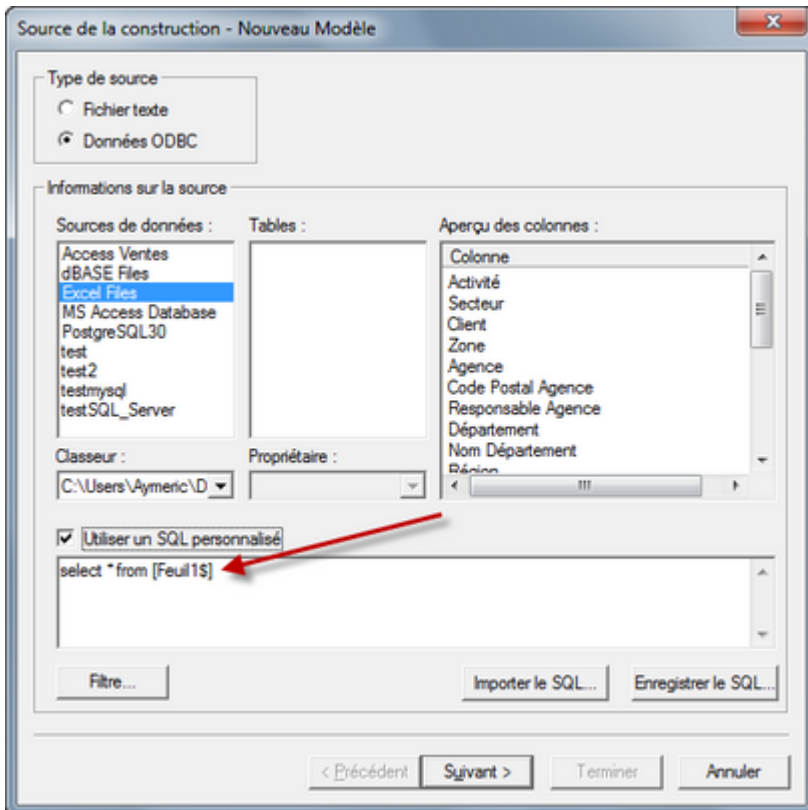 Source de la construction - Nouveau Modèle
Type de source
Fichier texte
Données ODBC
Informations sur la source
Sources de données :
Access Ventes
dBASE Files
Excel Files
MS Access Database
PostgreSQL30
test
test2
testmysql
testSQL_Server
Tables :
Aperçu des colonnes :
Colonne
Activité
Secteur
Client
Zone
Agence
Code Postal Agence
Responsable Agence
Département
Nom Département
Région
Classeur :
C:\Users\Aymeric\D
Propriétaire :
Utiliser un SQL personnalisé
select * from [Feuil1$]
Filtre...
Importer le SQL...
Enregistrer le SQL...
< Précédent
Suivant >
Terminer
Annuler